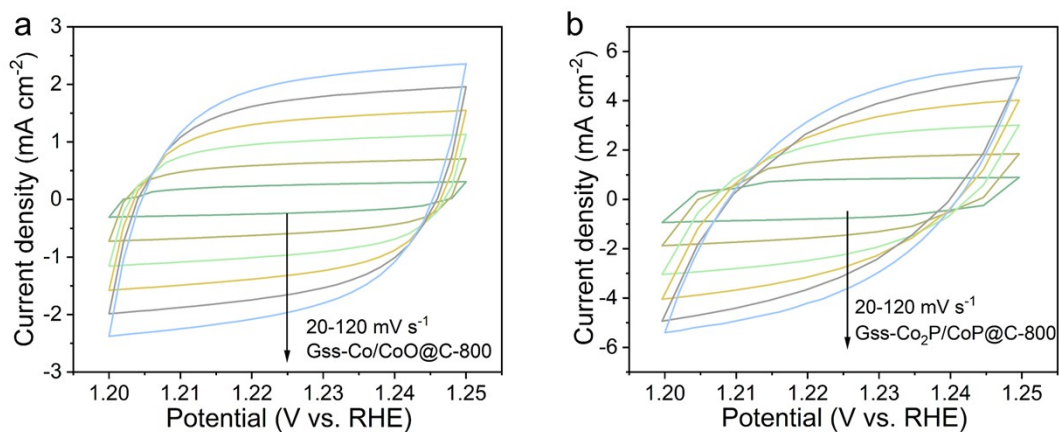 a
Current density (mA cm⁻²)
3
2
1
0
-1
-2
-3
20-120 mV s⁻¹
Gss-Co/CoO@C-800
1.20 1.21 1.22 1.23 1.24 1.25
Potential (V vs. RHE)
b
Current density (mA cm⁻²)
6
4
2
0
-2
-4
-6
20-120 mV s⁻¹
Gss-Co₂P/CoP@C-800
1.20 1.21 1.22 1.23 1.24 1.25
Potential (V vs. RHE)